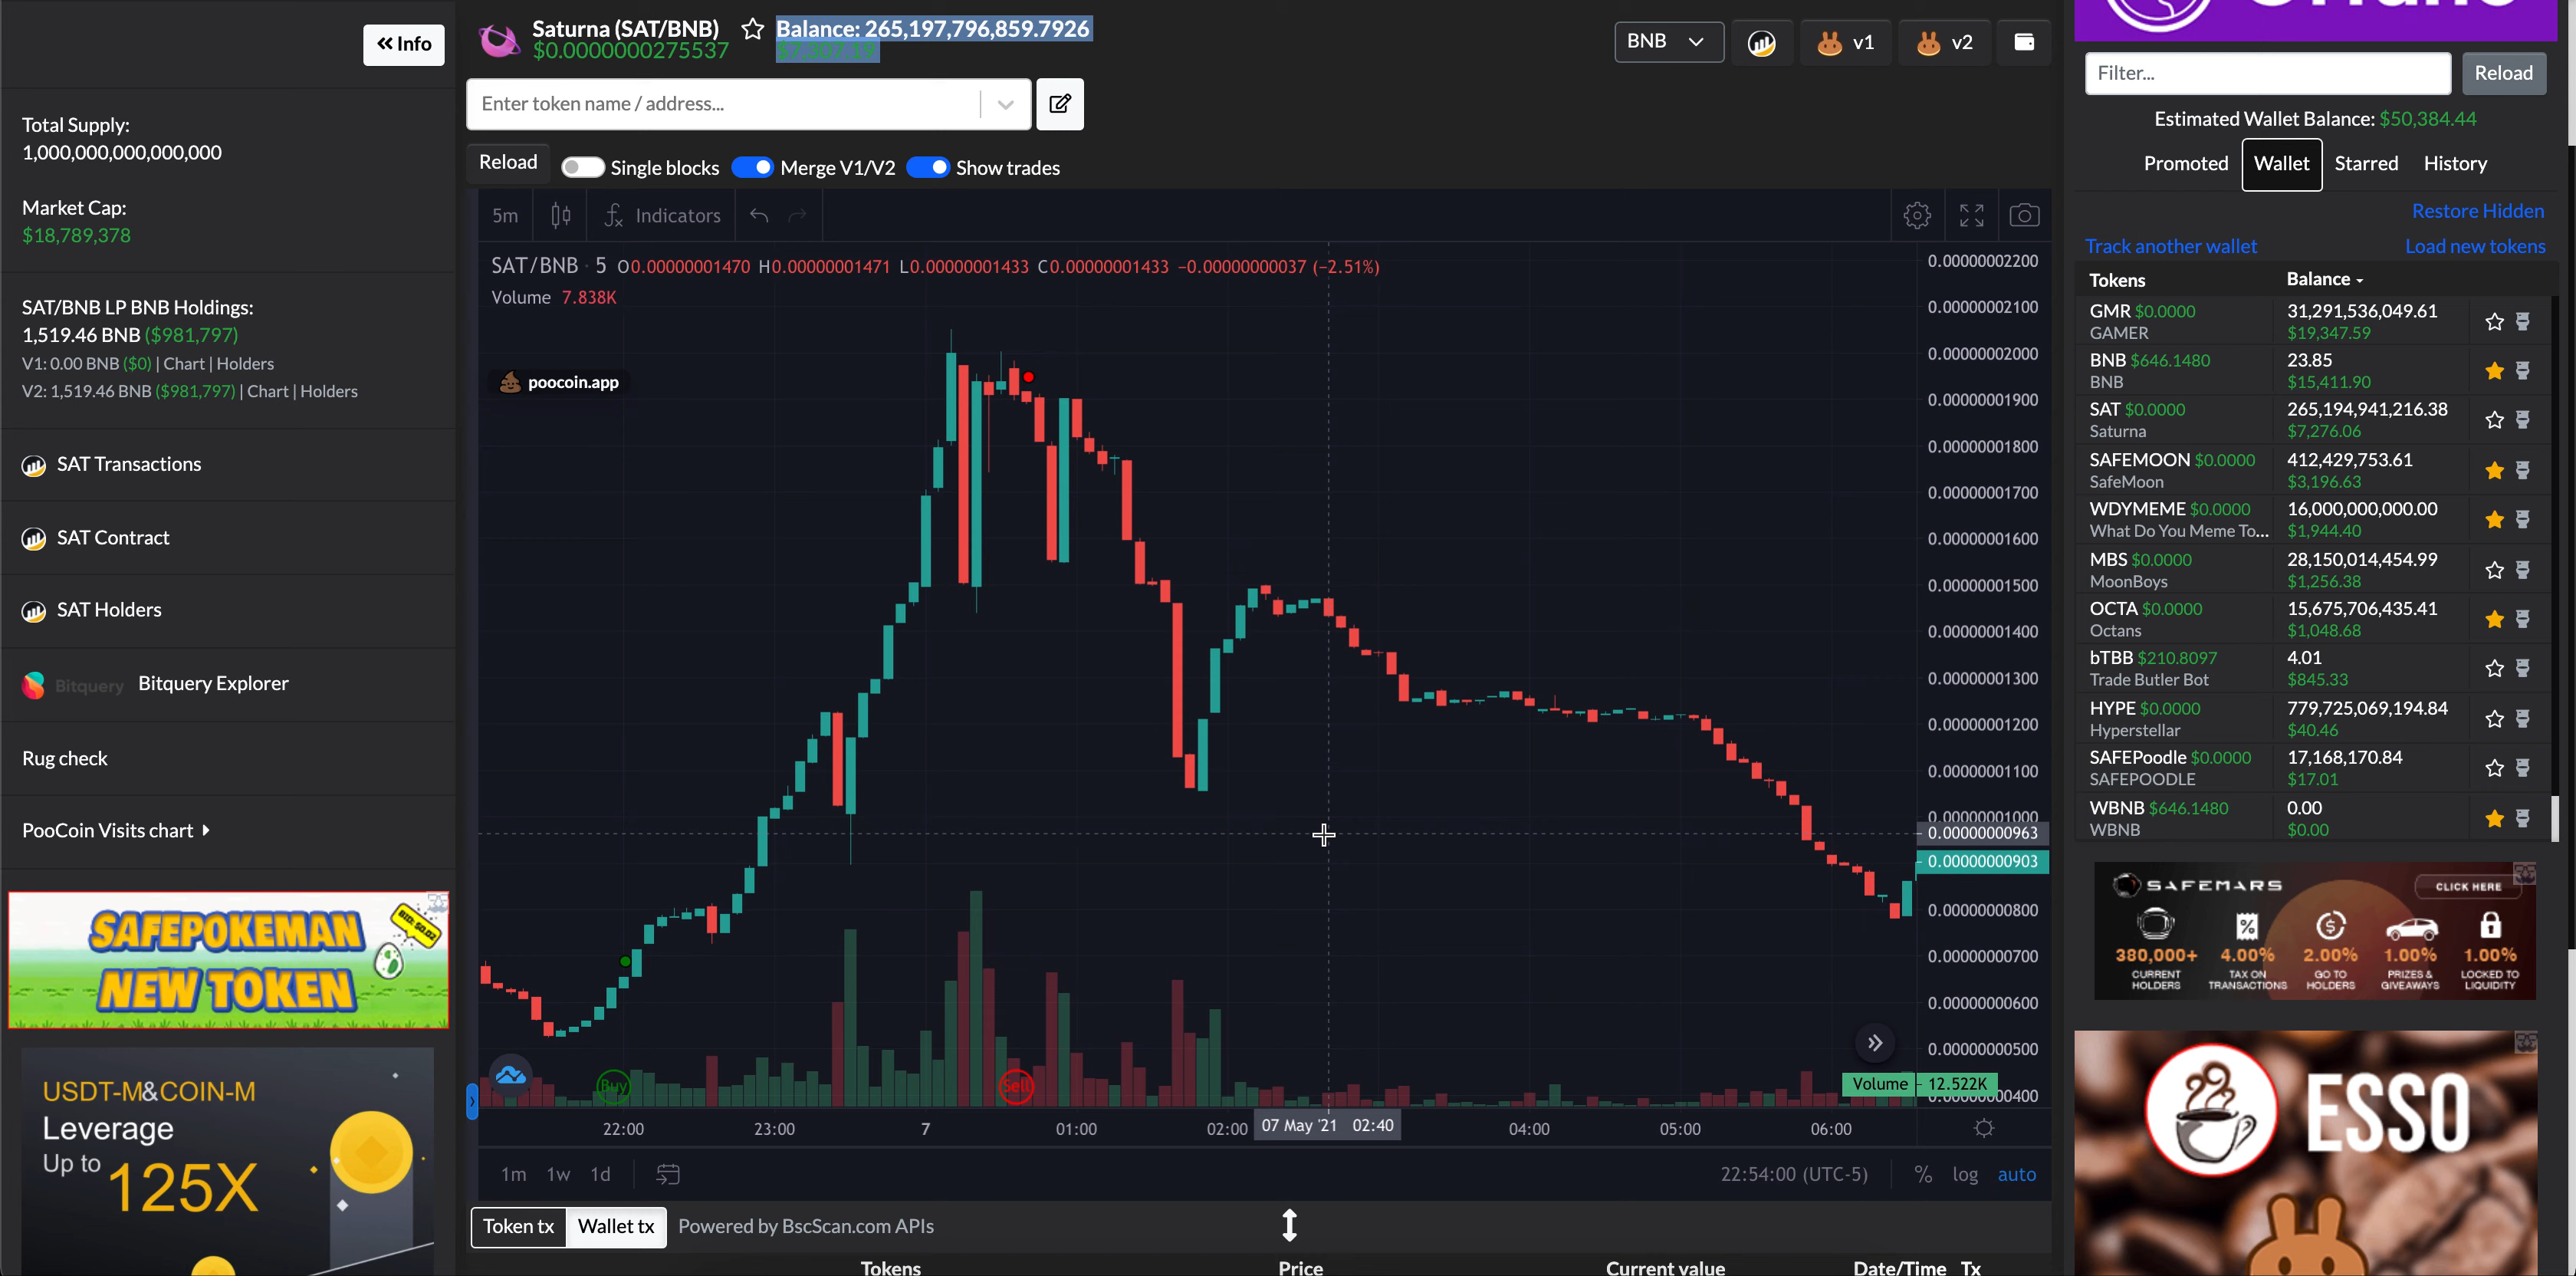 Info
Total Supply:
1,000,000,000,000,000
Market Cap:
$18,789,378
SAT/BNB LP BNB Holdings:
1,519.46 BNB ($981,797)
V1: 0.00 BNB ($0) | Chart | Holders
V2: 1,519.46 BNB ($981,797) | Chart | Holders
SAT Transactions
SAT Contract
SAT Holders
Bitquery Bitquery Explorer
Rug check
PooCoin Visits chart
SAFEPOKEMAN
BID: $0.02
NEW TOKEN
USDT-M&COIN-M
Leverage
Up to 125X
Saturna (SAT/BNB)
$0.0000000275537
Balance: 265,197,796,859.7926
$7,307.19
BNB
v1
v2
Enter token name / address...
Reload
Single blocks
Merge V1/V2
Show trades
5m
Indicators
SAT/BNB · 5 O0.00000001470 H0.00000001471 L0.00000001433 C0.00000001433 −0.00000000037 (−2.51%)
Volume 7.838K
poocoin.app
0.00000002200
0.00000002100
0.00000002000
0.00000001900
0.00000001800
0.00000001700
0.00000001600
0.00000001500
0.00000001400
0.00000001300
0.00000001200
0.00000001100
0.00000001000
0.00000000963
0.00000000903
0.00000000800
0.00000000700
0.00000000600
0.00000000500
Volume 12.522K
0.00000000400
Buy
Sell
22:00
23:00
7
01:00
02:00
07 May '21 02:40
04:00
05:00
06:00
1m 1w 1d
22:54:00 (UTC-5)
% log auto
Token tx
Wallet tx
Powered by BscScan.com APIs
Tokens
Price
Current value
Date/Time
Tx
Filter...
Reload
Estimated Wallet Balance: $50,384.44
Promoted
Wallet
Starred
History
Restore Hidden
Track another wallet
Load new tokens
Tokens
Balance
GMR $0.0000 31,291,536,049.61
GAMER $19,347.59
BNB $646.1480 23.85
BNB $15,411.90
SAT $0.0000 265,194,941,216.38
Saturna $7,276.06
SAFEMOON $0.0000 412,429,753.61
SafeMoon $3,196.63
WDYMEME $0.0000 16,000,000,000.00
What Do You Meme To... $1,944.40
MBS $0.0000 28,150,014,454.99
MoonBoys $1,256.38
OCTA $0.0000 15,675,706,435.41
Octans $1,048.68
bTBB $210.8097 4.01
Trade Butler Bot $845.33
HYPE $0.0000 779,725,069,194.84
Hyperstellar $40.46
SAFEPoodle $0.0000 17,168,170.84
SAFEPOODLE $17.01
WBNB $646.1480 0.00
WBNB $0.00
SAFEMARS
CLICK HERE
380,000+ 4.00% 2.00% 1.00% 1.00%
CURRENT HOLDERS
TAX ON TRANSACTIONS
GO TO HOLDERS
PRIZES & GIVEAWAYS
LOCKED TO LIQUIDITY
ESSO